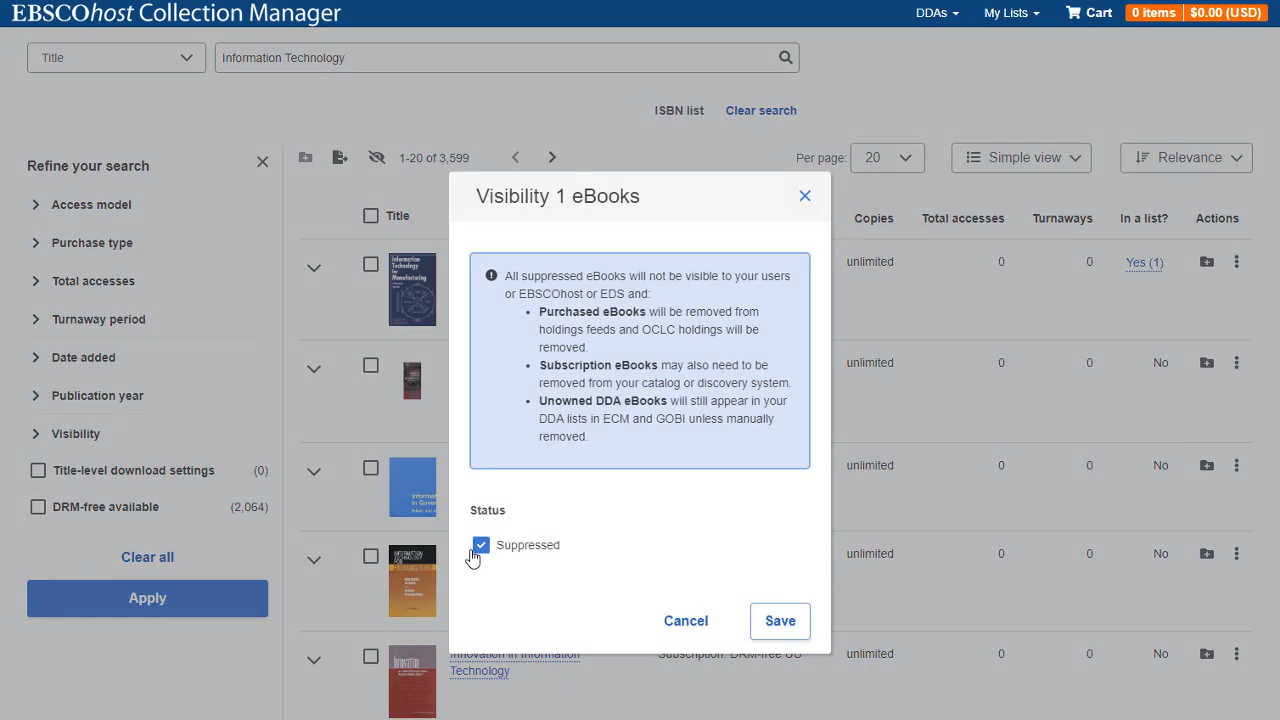 EBSCOhost Collection Manager
DDAs
My Lists
Cart
0 items $0.00 (USD)
Title
Information Technology
ISBN list
Clear search
Refine your search
1-20 of 3,599
Per page:
20
Simple view
Relevance
Access model
Purchase type
Total accesses
Turnaway period
Date added
Publication year
Visibility
Title-level download settings (0)
DRM-free available (2,064)
Clear all
Apply
Title
Copies
Total accesses
Turnaways
In a list?
Actions
Information
Technology
for
Manufacturing
unlimited 0 0 Yes (1)
unlimited 0 0 No
unlimited 0 0 No
unlimited 0 0 No
Innovation in Information
Technology
Subscription: DRM-free US
unlimited 0 0 No
Visibility 1 eBooks
All suppressed eBooks will not be visible to your users
or EBSCOhost or EDS and:
• Purchased eBooks will be removed from
holdings feeds and OCLC holdings will be
removed.
• Subscription eBooks may also need to be
removed from your catalog or discovery system.
• Unowned DDA eBooks will still appear in your
DDA lists in ECM and GOBI unless manually
removed.
Status
Suppressed
Cancel
Save